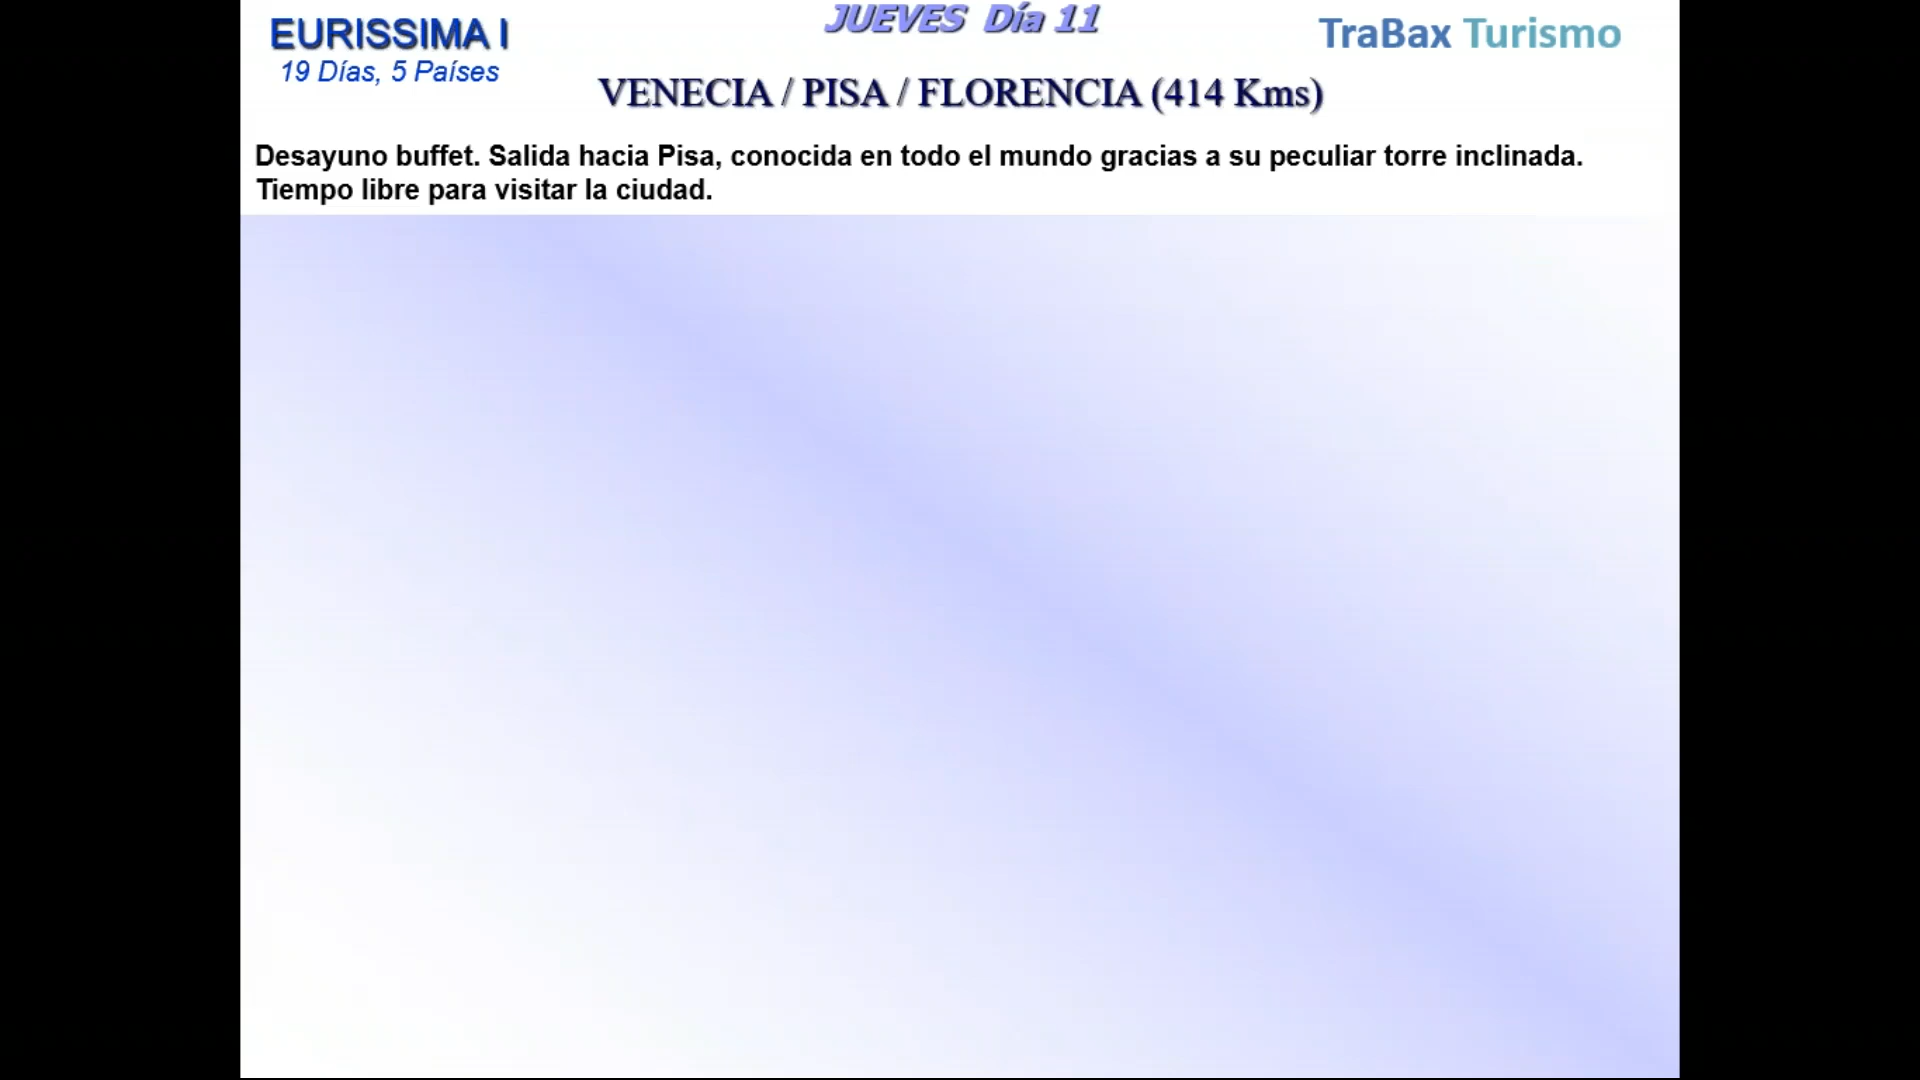 EURISSIMA I
19 Días, 5 Países
JUEVES Día 11
TraBax Turismo
VENECIA / PISA / FLORENCIA (414 Kms)
Desayuno buffet. Salida hacia Pisa, conocida en todo el mundo gracias a su peculiar torre inclinada.
Tiempo libre para visitar la ciudad.